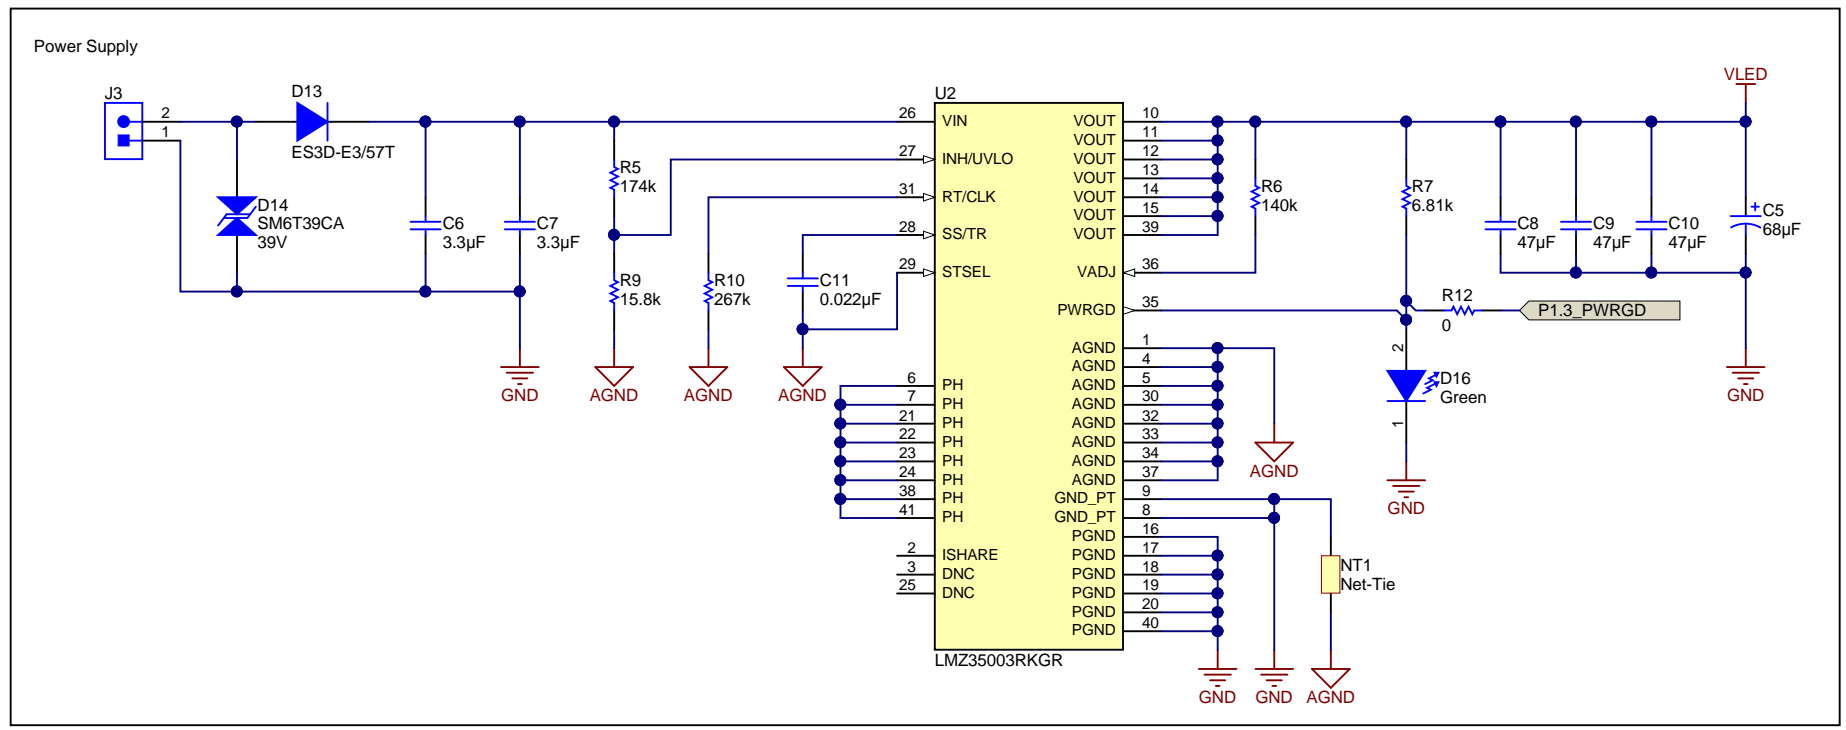 Power Supply
J3
2
1
D13
ES3D-E3/57T
D14
SM6T39CA
39V
C6
3.3µF
C7
3.3µF
GND
R5
174k
R9
15.8k
AGND
R10
267k
AGND
C11
0.022µF
AGND
U2
26 VIN
27 INH/UVLO
31 RT/CLK
28 SS/TR
29 STSEL
6 PH
7 PH
21 PH
22 PH
23 PH
24 PH
38 PH
41 PH
2 ISHARE
3 DNC
25 DNC
VOUT 10
VOUT 11
VOUT 12
VOUT 13
VOUT 14
VOUT 15
VOUT 39
VADJ 36
PWRGD 35
AGND 1
AGND 4
AGND 5
AGND 30
AGND 32
AGND 33
AGND 34
AGND 37
GND_PT 9
GND_PT 8
PGND 16
PGND 17
PGND 18
PGND 19
PGND 20
PGND 40
LMZ35003RKGR
R6
140k
AGND
GND
GND
AGND
NT1
Net-Tie
R7
6.81k
R12
0
P1.3_PWRGD
2
D16
Green
1
GND
C8
47µF
C9
47µF
C10
47µF
VLED
+
C5
68µF
GND